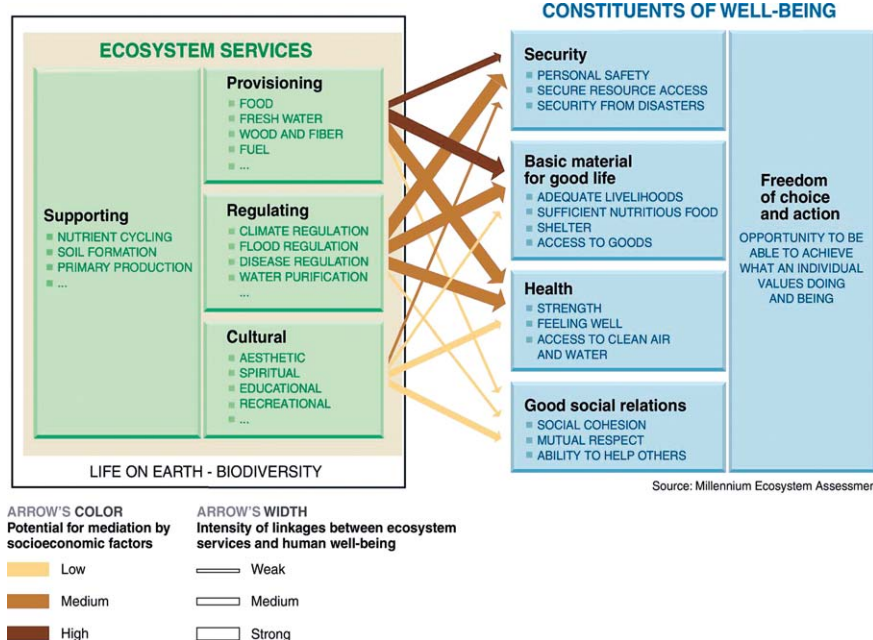 CONSTITUENTS OF WELL-BEING
ECOSYSTEM SERVICES
Supporting
NUTRIENT CYCLING
SOIL FORMATION
PRIMARY PRODUCTION
...
Provisioning
FOOD
FRESH WATER
WOOD AND FIBER
FUEL
...
Regulating
CLIMATE REGULATION
FLOOD REGULATION
DISEASE REGULATION
WATER PURIFICATION
...
Cultural
AESTHETIC
SPIRITUAL
EDUCATIONAL
RECREATIONAL
...
LIFE ON EARTH - BIODIVERSITY
Security
PERSONAL SAFETY
SECURE RESOURCE ACCESS
SECURITY FROM DISASTERS
Basic material
for good life
ADEQUATE LIVELIHOODS
SUFFICIENT NUTRITIOUS FOOD
SHELTER
ACCESS TO GOODS
Health
STRENGTH
FEELING WELL
ACCESS TO CLEAN AIR
AND WATER
Good social relations
SOCIAL COHESION
MUTUAL RESPECT
ABILITY TO HELP OTHERS
Freedom
of choice
and action
OPPORTUNITY TO BE
ABLE TO ACHIEVE
WHAT AN INDIVIDUAL
VALUES DOING
AND BEING
Source: Millennium Ecosystem Assessmen
ARROW'S COLOR
Potential for mediation by
socioeconomic factors
Low
Medium
High
ARROW'S WIDTH
Intensity of linkages between ecosystem
services and human well-being
Weak
Medium
Strong